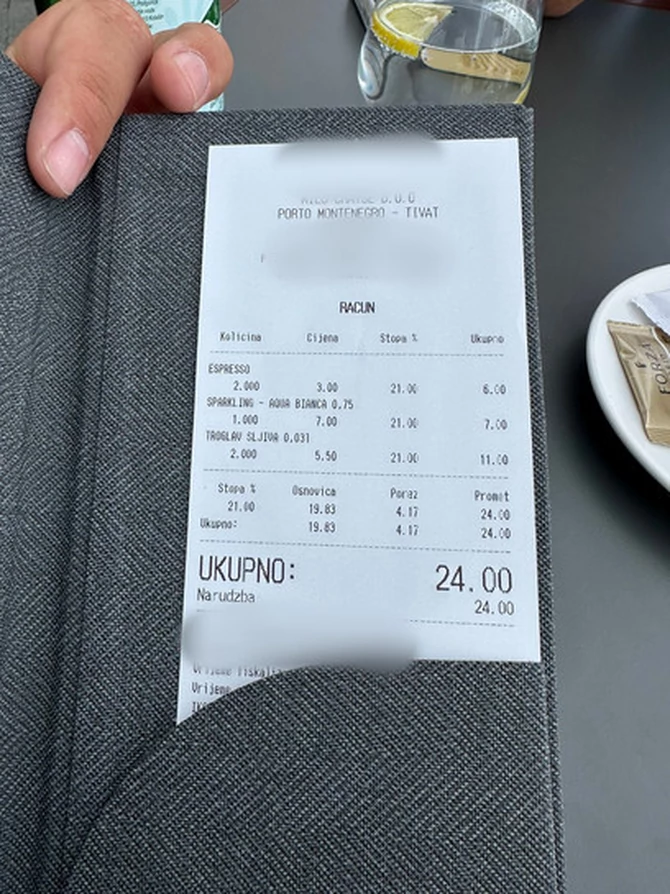 PORTO MONTENEGRO - TIVAT
RACUN
Kolicina Cijena Stopa % Ukupno
ESPRESSO
2.000 3.00 21.00 6.00
SPARKLING - AQUA BIANCA 0,75
1.000 7.00 21.00 7.00
TROGLAV SLJIVA 0,03l
2.000 5.50 21.00 11.00
Stopa % Osnovica Porez Promet
21.00 19.83 4.17 24.00
Ukupno: 19.83 4.17 24.00
UKUPNO: 24.00
Narudzba 24.00
Vrijeme
Vrijeme
FORZA